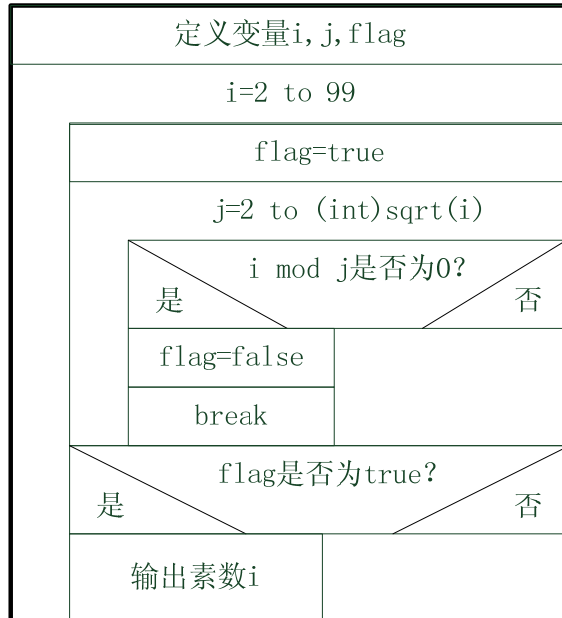 定义变量i,j,flag
i=2 to 99
flag=true
j=2 to (int)sqrt(i)
i mod j是否为0?
是
否
flag=false
break
flag是否为true?
是
否
输出素数i